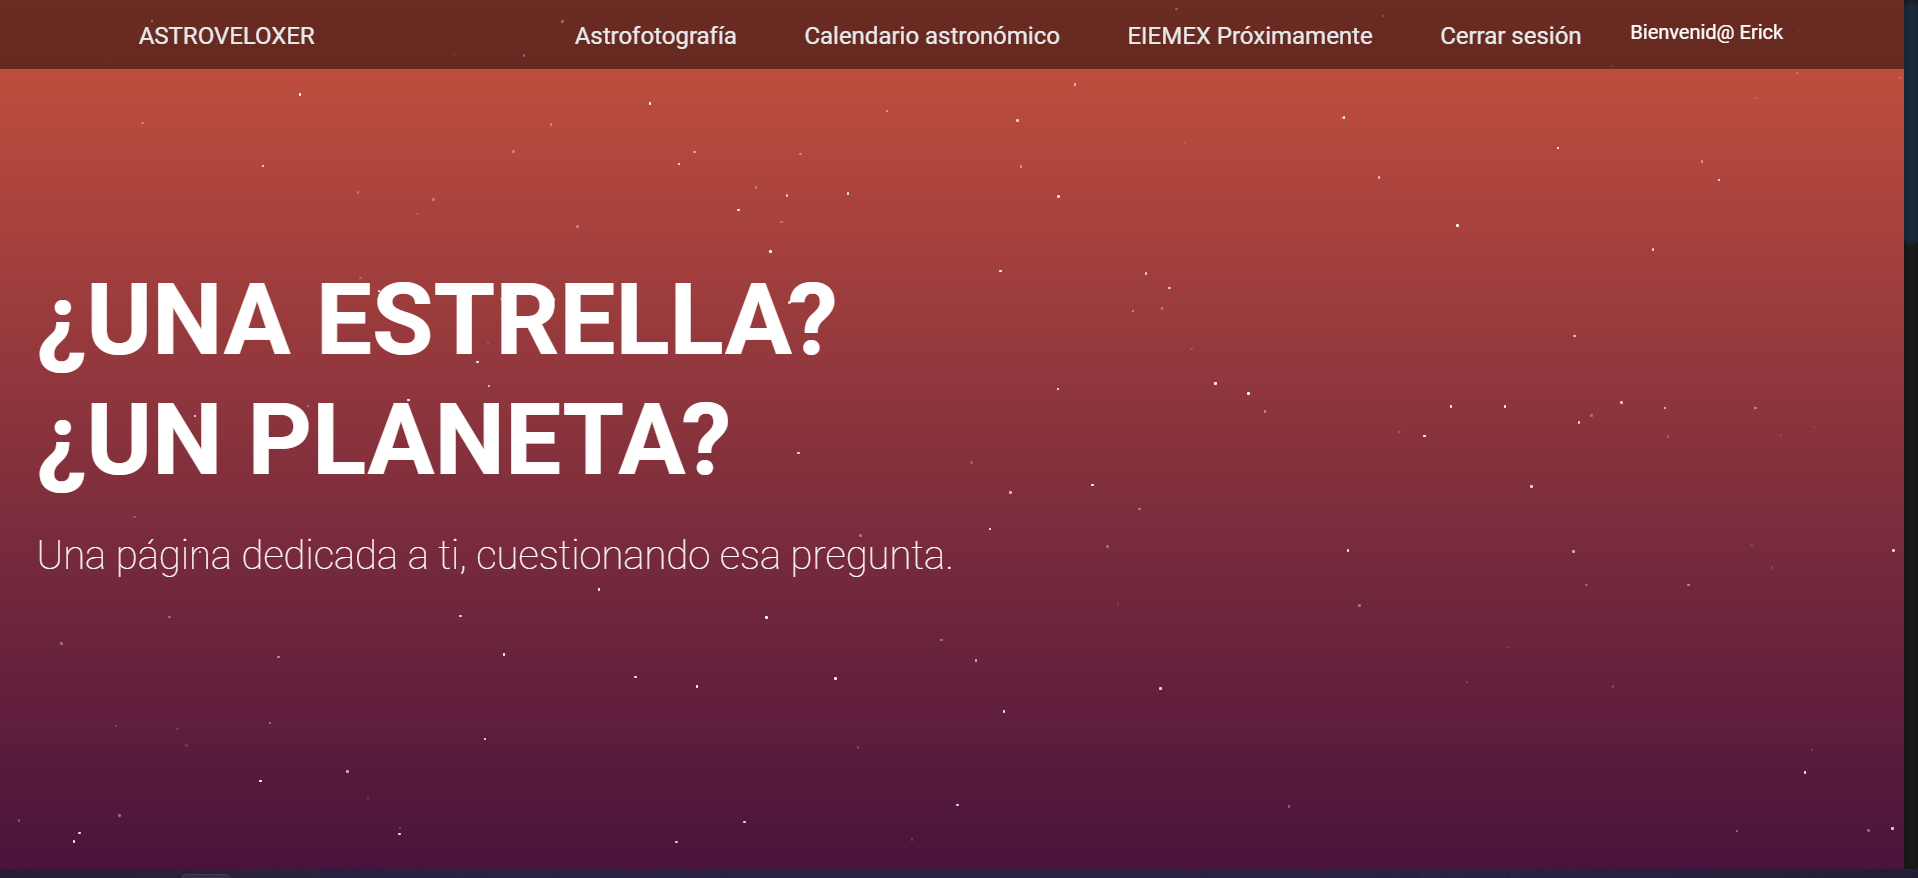 ASTROVELOXER Astrofotografía Calendario astronómico EIEMEX Próximamente Cerrar sesión Bienvenid@ Erick
¿UNA ESTRELLA?
¿UN PLANETA?
Una página dedicada a ti, cuestionando esa pregunta.